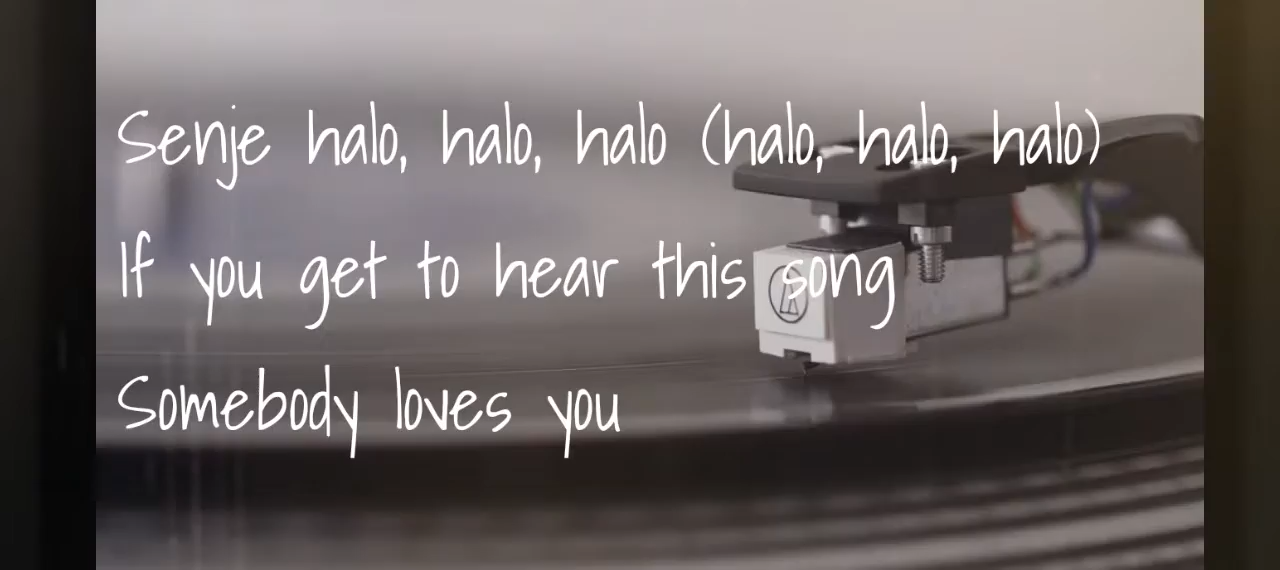 Senje halo, halo, halo (halo, halo, halo)
If you get to hear this song
Somebody loves you